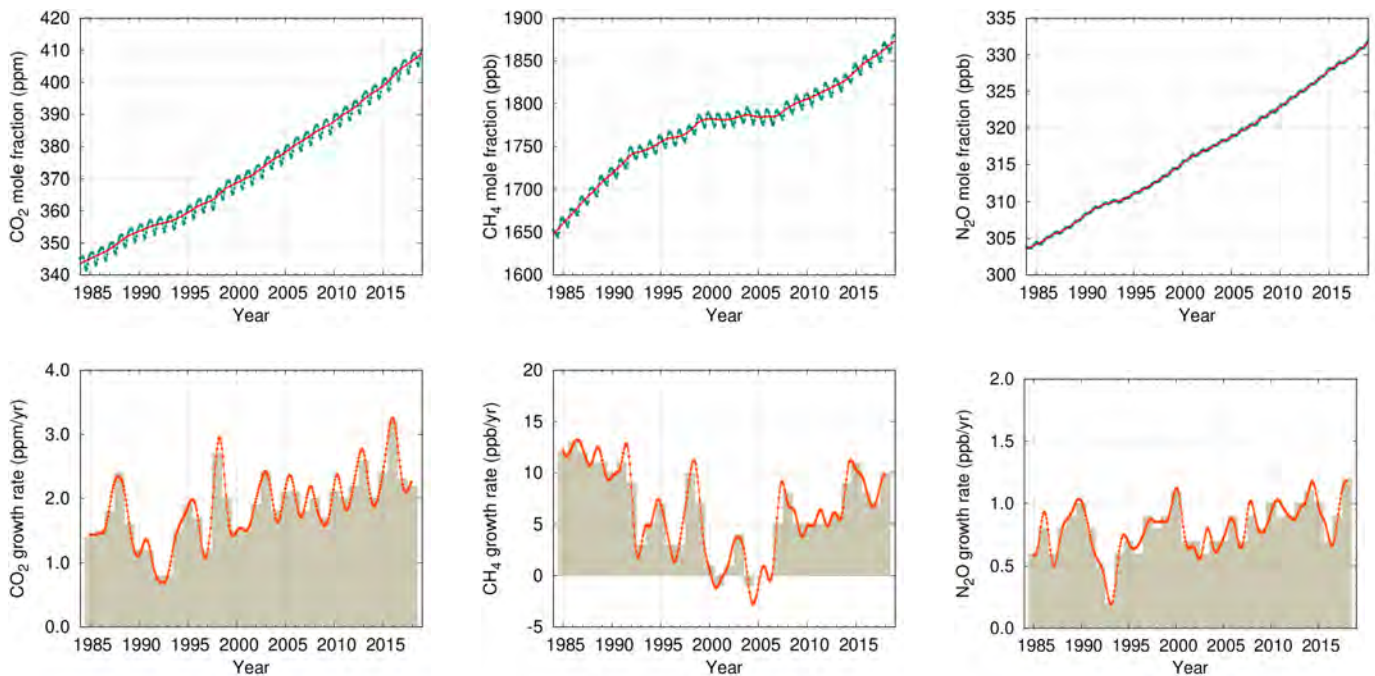 CO2 mole fraction (ppm)
420
410
400
390
380
370
360
350
340
1985 1990 1995 2000 2005 2010 2015
Year
CH4 mole fraction (ppb)
1900
1850
1800
1750
1700
1650
1600
1985 1990 1995 2000 2005 2010 2015
Year
N2O mole fraction (ppb)
335
330
325
320
315
310
305
300
1985 1990 1995 2000 2005 2010 2015
Year
CO2 growth rate (ppm/yr)
4.0
3.0
2.0
1.0
0.0
1985 1990 1995 2000 2005 2010 2015
Year
CH4 growth rate (ppb/yr)
20
15
10
5
0
-5
1985 1990 1995 2000 2005 2010 2015
Year
N2O growth rate (ppb/yr)
2.0
1.5
1.0
0.5
0.0
1985 1990 1995 2000 2005 2010 2015
Year